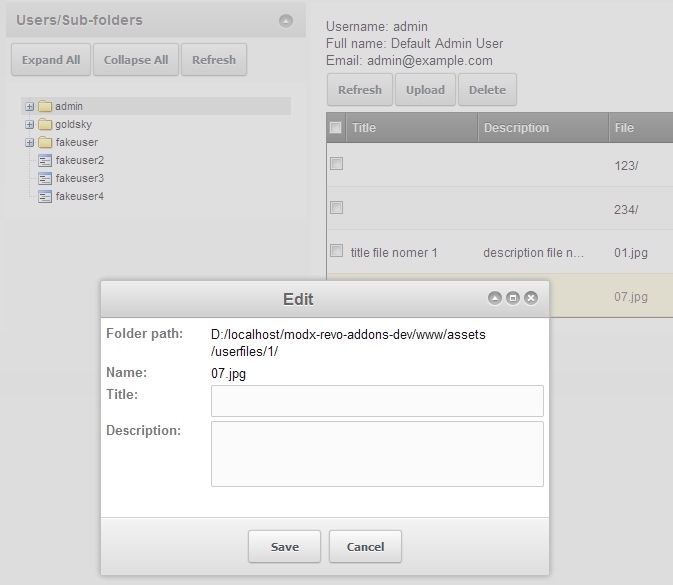 Users/Sub-folders
Expand All
Collapse All
Refresh
admin
goldsky
fakeuser
fakeuser2
fakeuser3
fakeuser4
Username: admin
Full name: Default Admin User
Email: admin@example.com
Refresh
Upload
Delete
Title
Description
File
123/
234/
title file nomer 1
description file n...
01.jpg
07.jpg
Edit
Folder path:
D:/localhost/modx-revo-addons-dev/www/assets
/userfiles/1/
Name:
07.jpg
Title:
Description:
Save
Cancel